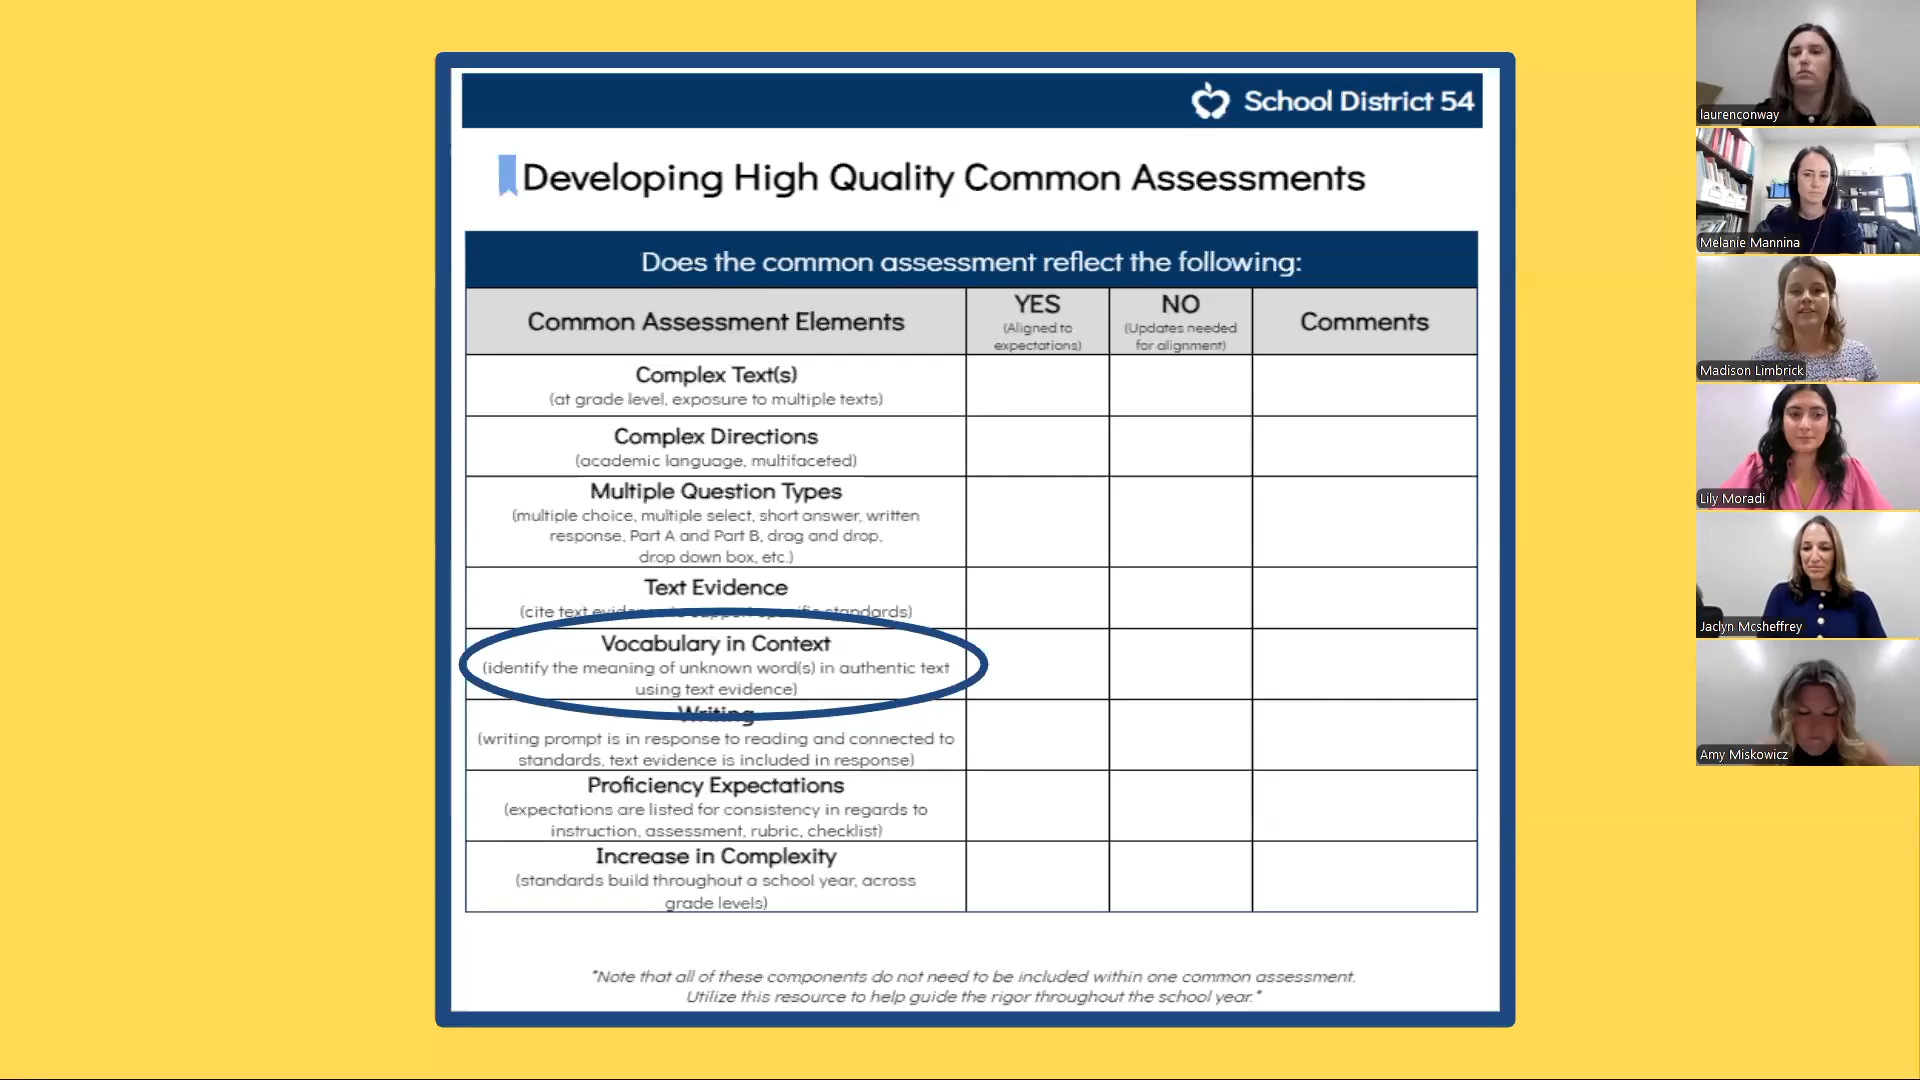 School District 54
Developing High Quality Common Assessments
Does the common assessment reflect the following:
Common Assessment Elements
YES
(Aligned to
expectations)
NO
(Updates needed
for alignment)
Comments
Complex Text(s)
(at grade level, exposure to multiple texts)
Complex Directions
(academic language, multifaceted)
Multiple Question Types
(multiple choice, multiple select, short answer, written
response, Part A and Part B, drag and drop,
drop down box, etc.)
Text Evidence
(cite text evidence to support specific standards)
Vocabulary in Context
(identify the meaning of unknown word(s) in authentic text
using text evidence)
Writing
(writing prompt is in response to reading and connected to
standards, text evidence is included in response)
Proficiency Expectations
(expectations are listed for consistency in regards to
instruction, assessment, rubric, checklist)
Increase in Complexity
(standards build throughout a school year, across
grade levels)
*Note that all of these components do not need to be included within one common assessment.
Utilize this resource to help guide the rigor throughout the school year.*
laurenconway
Melanie Mannina
Madison Limbrick
Lily Moradi
Jaclyn Mcsheffrey
Amy Miskowicz